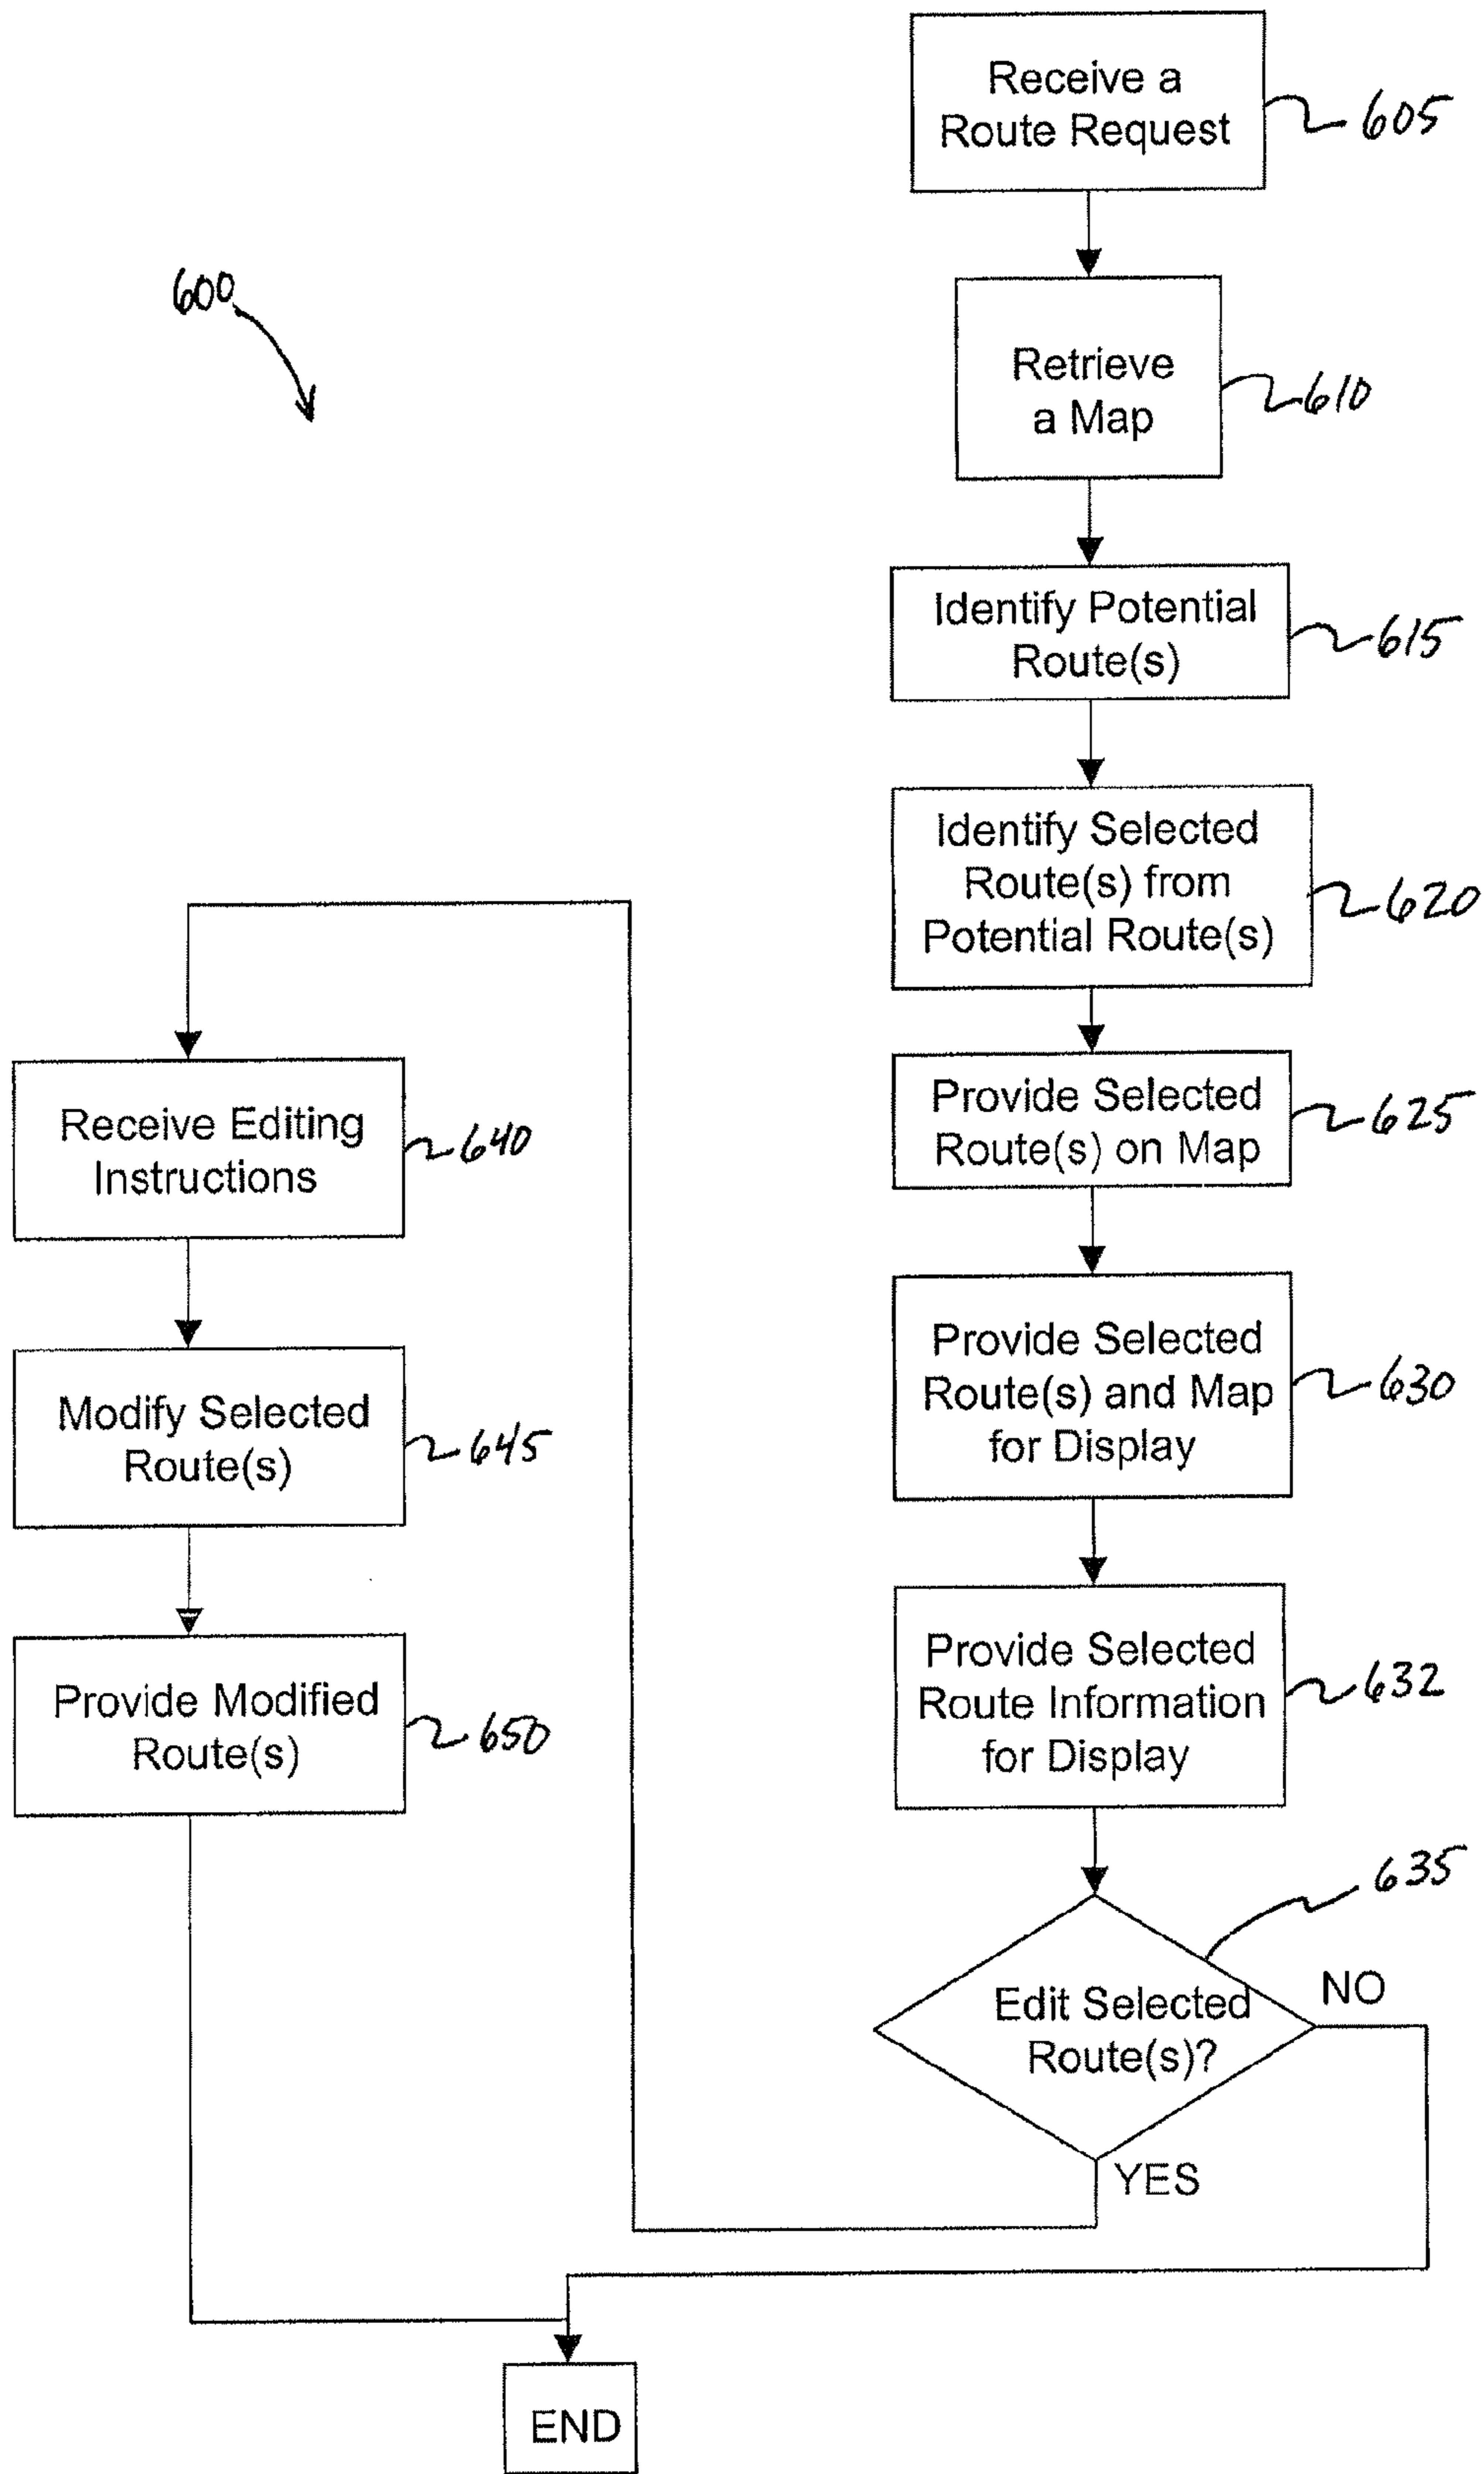 600
Receive a
Route Request
605
Retrieve
a Map
610
Identify Potential
Route(s)
615
Identify Selected
Route(s) from
Potential Route(s)
620
Provide Selected
Route(s) on Map
625
Provide Selected
Route(s) and Map
for Display
630
Provide Selected
Route Information
for Display
632
Edit Selected
Route(s)?
635
NO
YES
Receive Editing
Instructions
640
Modify Selected
Route(s)
645
Provide Modified
Route(s)
650
END